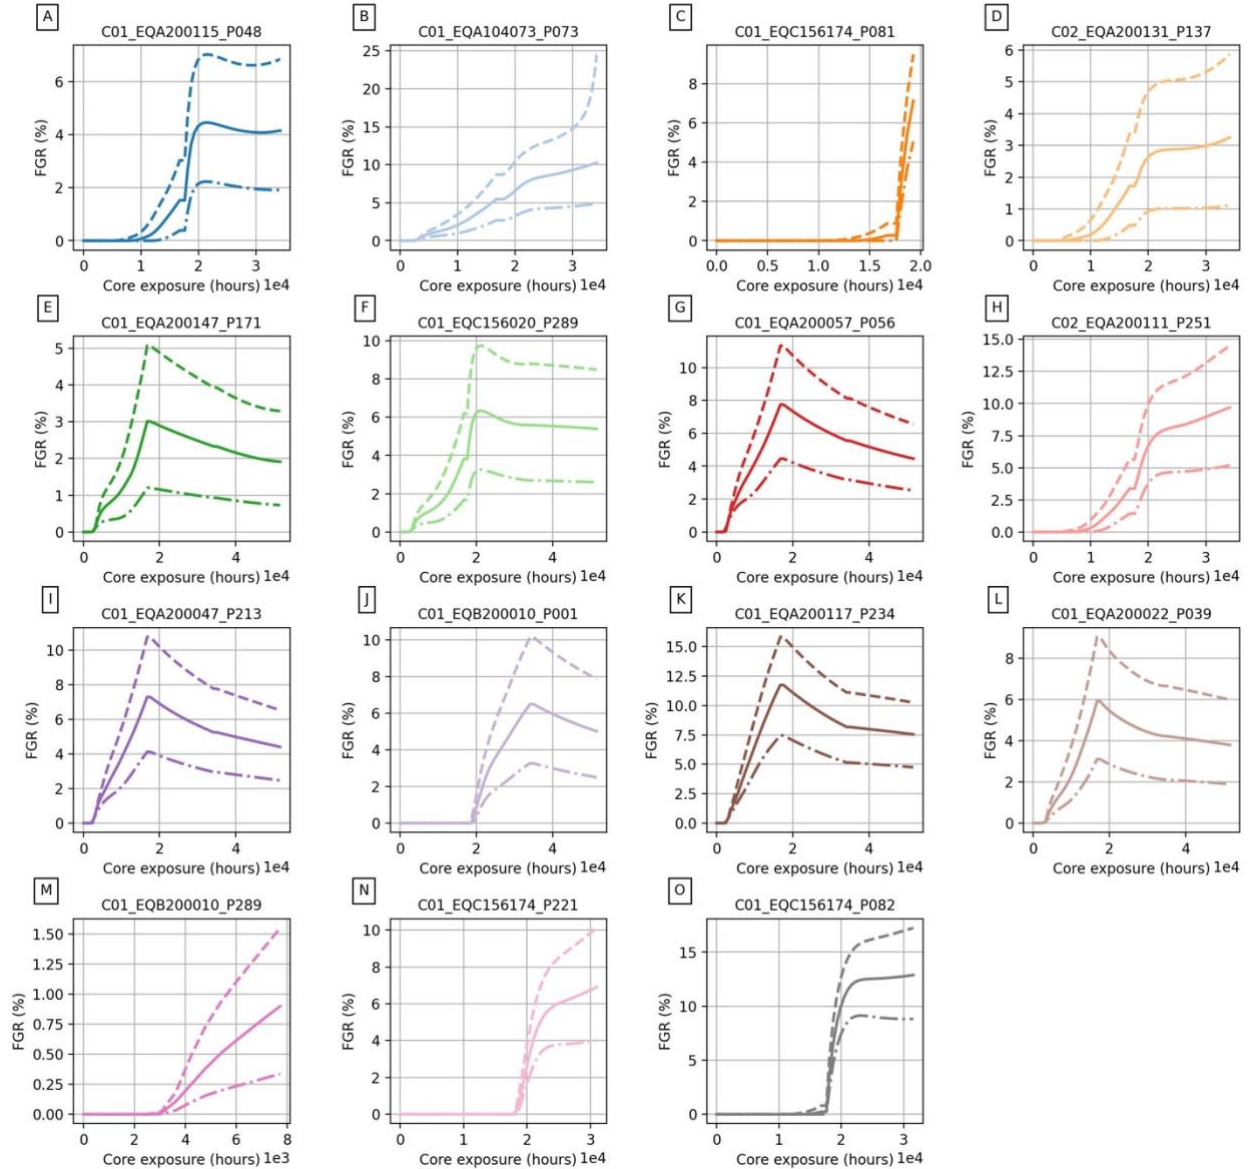 A B C D
C01_EQA200115_P048 C01_EQA104073_P073 C01_EQC156174_P081 C02_EQA200131_P137
FGR (%) FGR (%) FGR (%) FGR (%)
6 4 2 0
25 20 15 10 5 0
8 6 4 2 0
6 5 4 3 2 1 0
0 1 2 3
0 1 2 3
0.0 0.5 1.0 1.5 2.0
0 1 2 3
Core exposure (hours) 1e4 Core exposure (hours) 1e4 Core exposure (hours) 1e4 Core exposure (hours) 1e4
E F G H
C01_EQA200147_P171 C01_EQC156020_P289 C01_EQA200057_P056 C02_EQA200111_P251
FGR (%) FGR (%) FGR (%) FGR (%)
5 4 3 2 1 0
10 8 6 4 2 0
10 8 6 4 2 0
15.0 12.5 10.0 7.5 5.0 2.5 0.0
0 2 4
0 2 4
0 2 4
0 1 2 3
Core exposure (hours) 1e4 Core exposure (hours) 1e4 Core exposure (hours) 1e4 Core exposure (hours) 1e4
I J K L
C01_EQA200047_P213 C01_EQB200010_P001 C01_EQA200117_P234 C01_EQA200022_P039
FGR (%) FGR (%) FGR (%) FGR (%)
10 8 6 4 2 0
10 8 6 4 2 0
15.0 12.5 10.0 7.5 5.0 2.5 0.0
8 6 4 2 0
0 2 4
0 2 4
0 2 4
0 2 4
Core exposure (hours) 1e4 Core exposure (hours) 1e4 Core exposure (hours) 1e4 Core exposure (hours) 1e4
M N O
C01_EQB200010_P289 C01_EQC156174_P221 C01_EQC156174_P082
FGR (%) FGR (%) FGR (%)
1.50 1.25 1.00 0.75 0.50 0.25 0.00
10 8 6 4 2 0
15 10 5 0
0 2 4 6 8
0 1 2 3
0 1 2 3
Core exposure (hours) 1e3 Core exposure (hours) 1e4 Core exposure (hours) 1e4